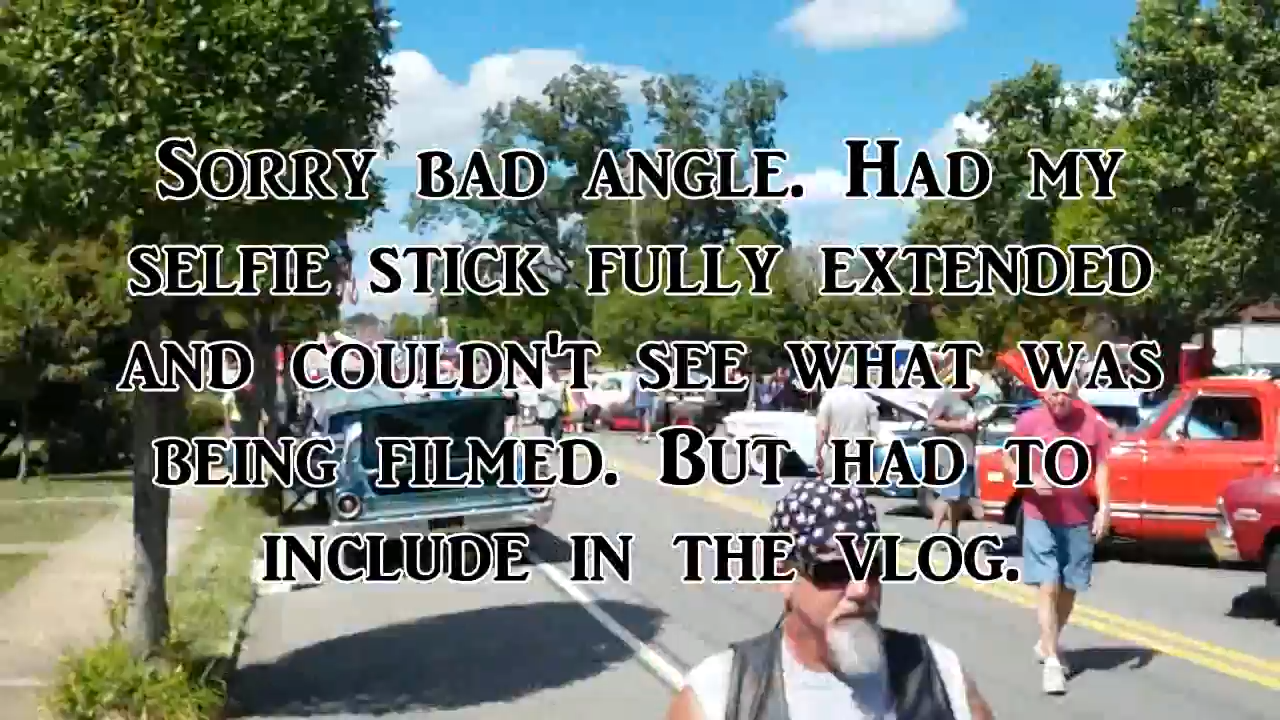 Sorry bad angle. Had my
selfie stick fully extended
and couldn't see what was
being filmed. But had to
include in the vlog.